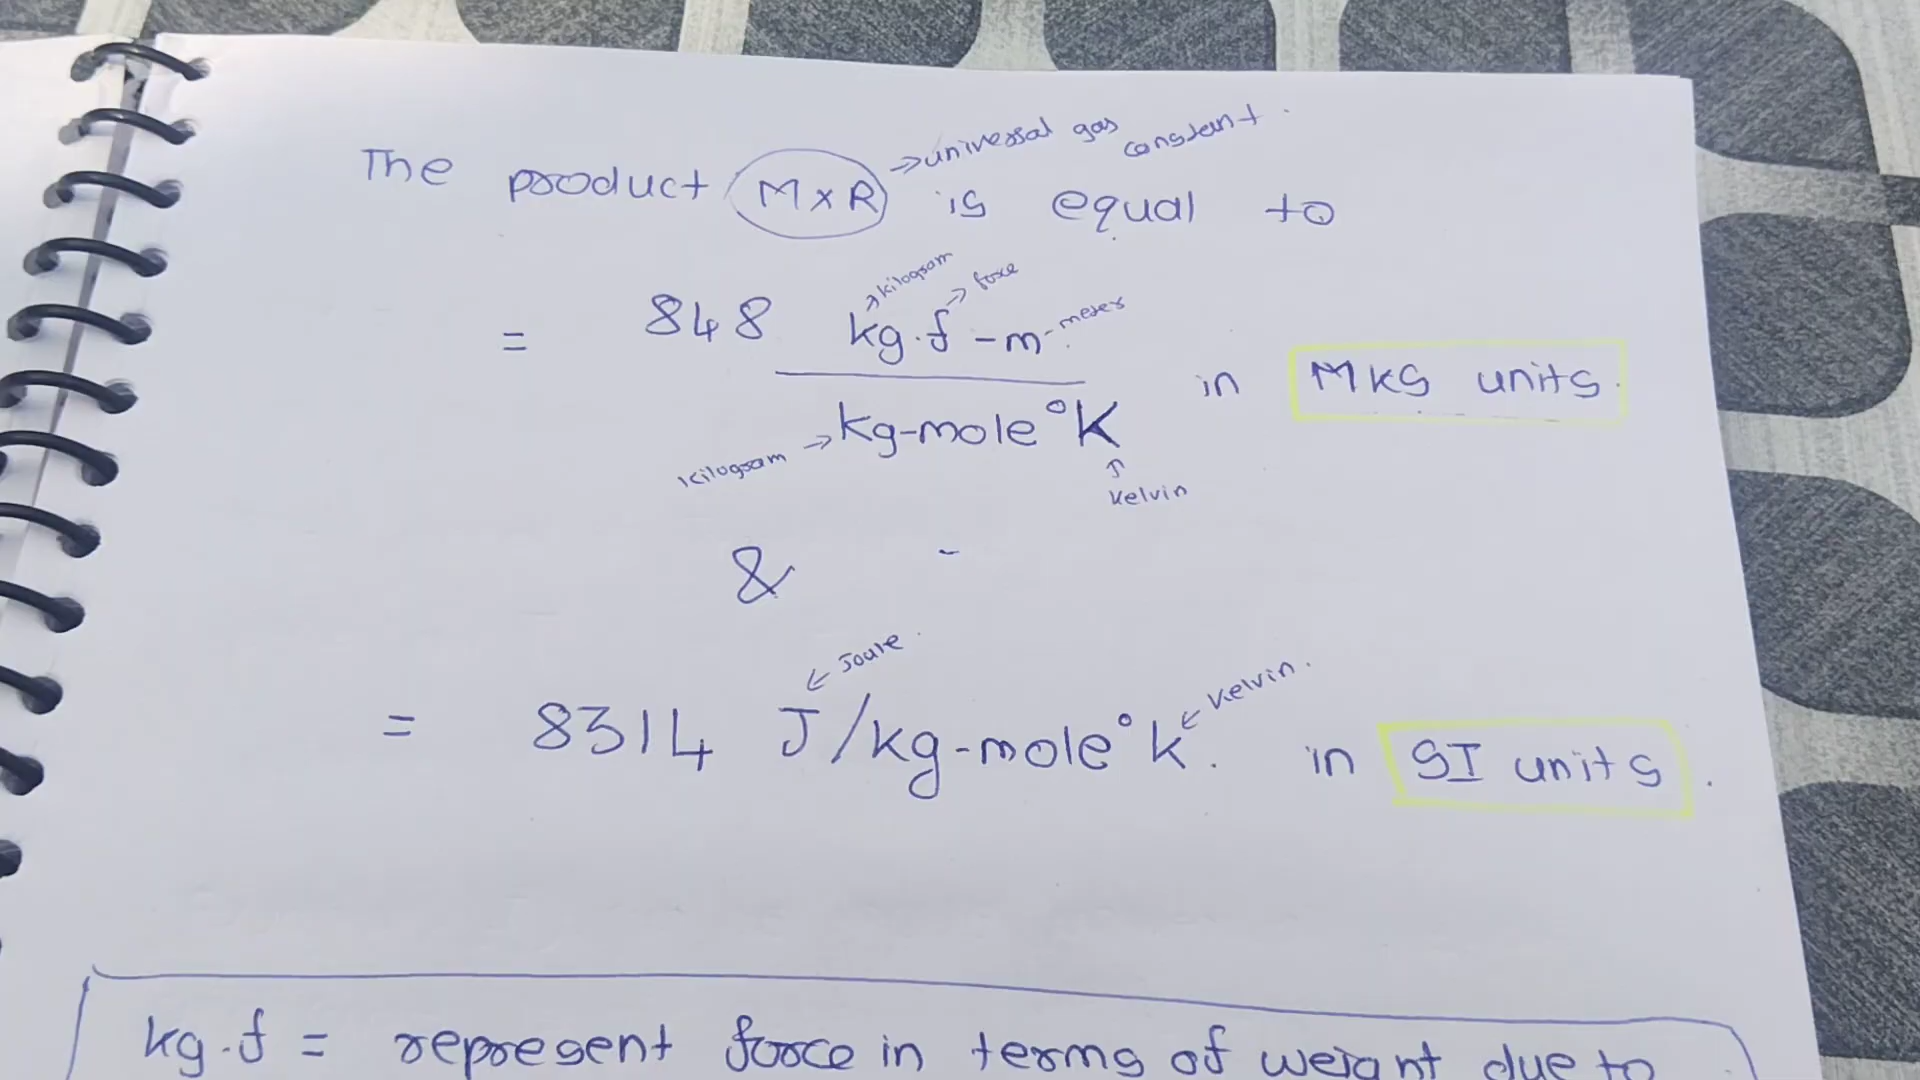 The product M×R →universal gas constant.
is equal to
→kilogram → force
= 848 kg.f -m - meter
in MKS units.
kilogram → kg-mole °K
↑
Kelvin
&
← Joule
= 8314 J/kg-mole °K. ← Kelvin.
in SI units.
kg.f = represent force in terms of weight due to